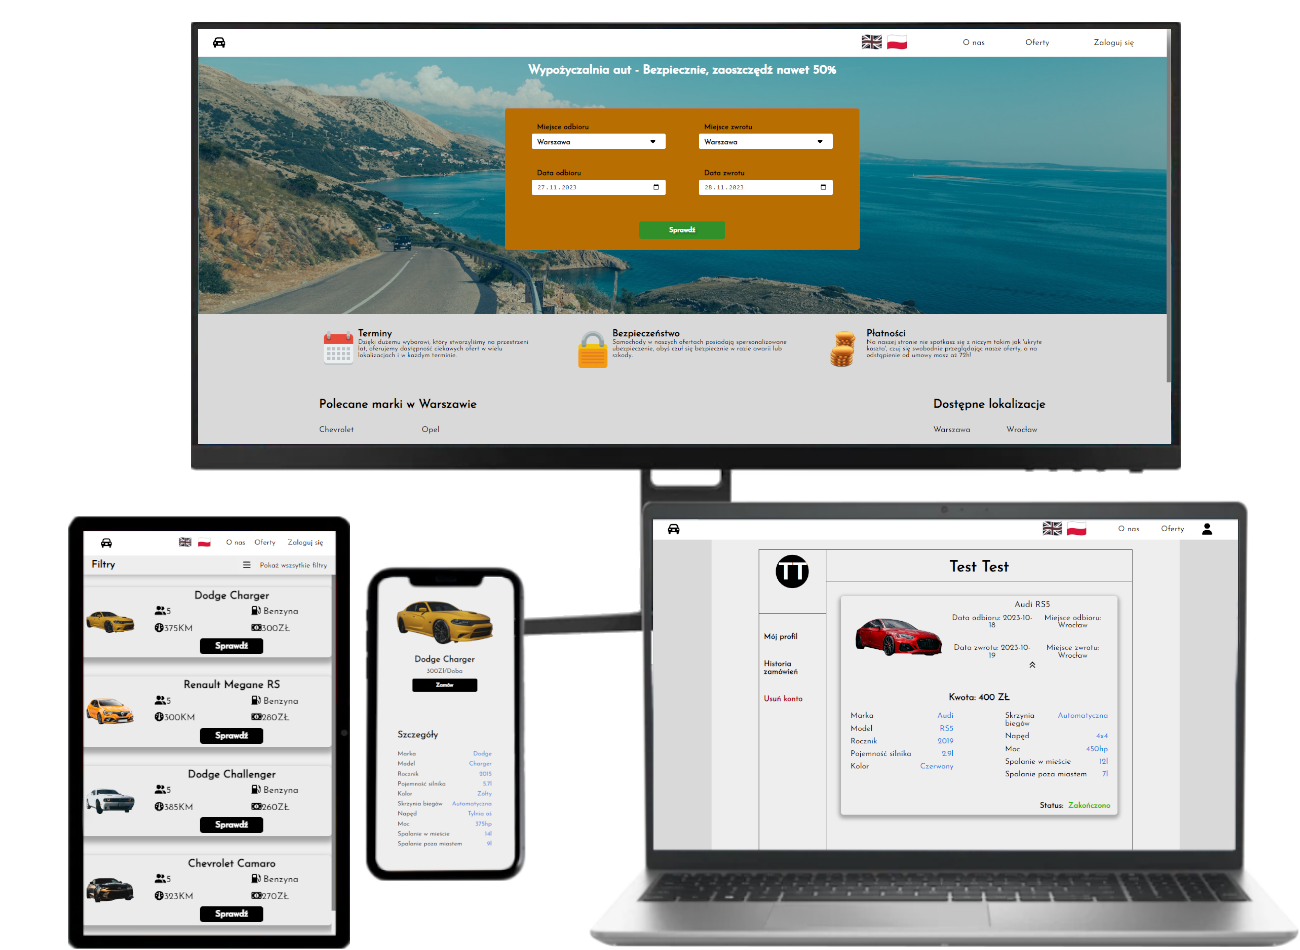 O nas Oferty Zaloguj się
Wypożyczalnia aut - Bezpiecznie, zaoszczędź nawet 50%
Miejsce odbioru Miejsce zwrotu
Warszawa Warszawa
Data odbioru Data zwrotu
27.11.2023 28.11.2023
Sprawdź
Terminy
Dzięki dużemu wyborowi, który stworzyliśmy na przestrzeni
lat, oferujemy dostępność ciekawych ofert w wielu
lokalizacjach i w każdym terminie.
Bezpieczeństwo
Samochody w naszych ofertach posiadają spersonalizowane
ubezpieczenie, abyś czuł się bezpiecznie w razie awarii lub
szkody.
Płatności
Na naszej stronie nie spotkasz się z niczym takim jak 'ukryte
koszta', czuj się swobodnie przeglądając nasze oferty, a na
odstąpienie od umowy masz aż 72h!
Polecane marki w Warszawie
Chevrolet Opel
Dostępne lokalizacje
Warszawa Wrocław
O nas Oferty Zaloguj się
Filtry Pokaż wszsytkie filtry
Dodge Charger
5 Benzyna
375KM 300ZŁ
Sprawdź
Renault Megane RS
5 Benzyna
300KM 280ZŁ
Sprawdź
Dodge Challenger
5 Benzyna
385KM 260ZŁ
Sprawdź
Chevrolet Camaro
5 Benzyna
323KM 270ZŁ
Sprawdź
Dodge Charger
300Zł/Doba
Zamów
Szczegóły
Marka Dodge
Model Charger
Rocznik 2015
Pojemność silnika 5.7l
Kolor Żółty
Skrzynia biegów Automatyczna
Napęd Tylnia oś
Moc 375hp
Spalanie w mieście 14l
Spalanie poza miastem 9l
O nas Oferty
TT
Test Test
Mój profil
Historia
zamówień
Usuń konto
Audi RS5
Data odbioru: 2023-10-
18
Miejsce odbioru:
Wrocław
Data zwrotu: 2023-10-
19
Miejsce zwrotu:
Wrocław
Kwota: 400 ZŁ
Marka Audi
Model RS5
Rocznik 2019
Pojemność silnika 2.9l
Kolor Czerwony
Skrzynia
biegów
Automatyczna
Napęd 4x4
Moc 450hp
Spalanie w mieście 12l
Spalanie poza miastem 7l
Status: Zakończono